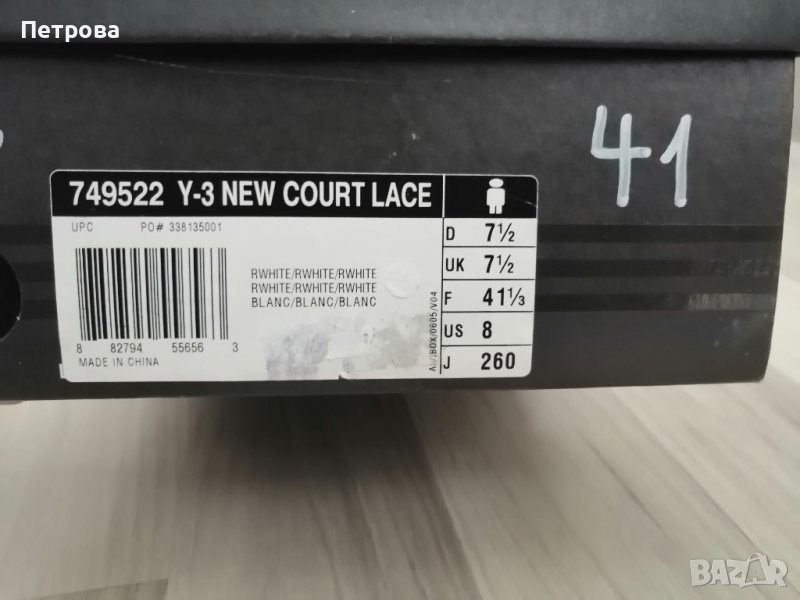 Петрова
41
749522 Y-3 NEW COURT LACE
UPC PO# 338135001
RWHITE/RWHITE/RWHITE
RWHITE/RWHITE/RWHITE
BLANC/BLANC/BLANC
8 82794 55656 3
MADE IN CHINA
D 7½
UK 7½
F 41⅓
US 8
J 260
BAZAR